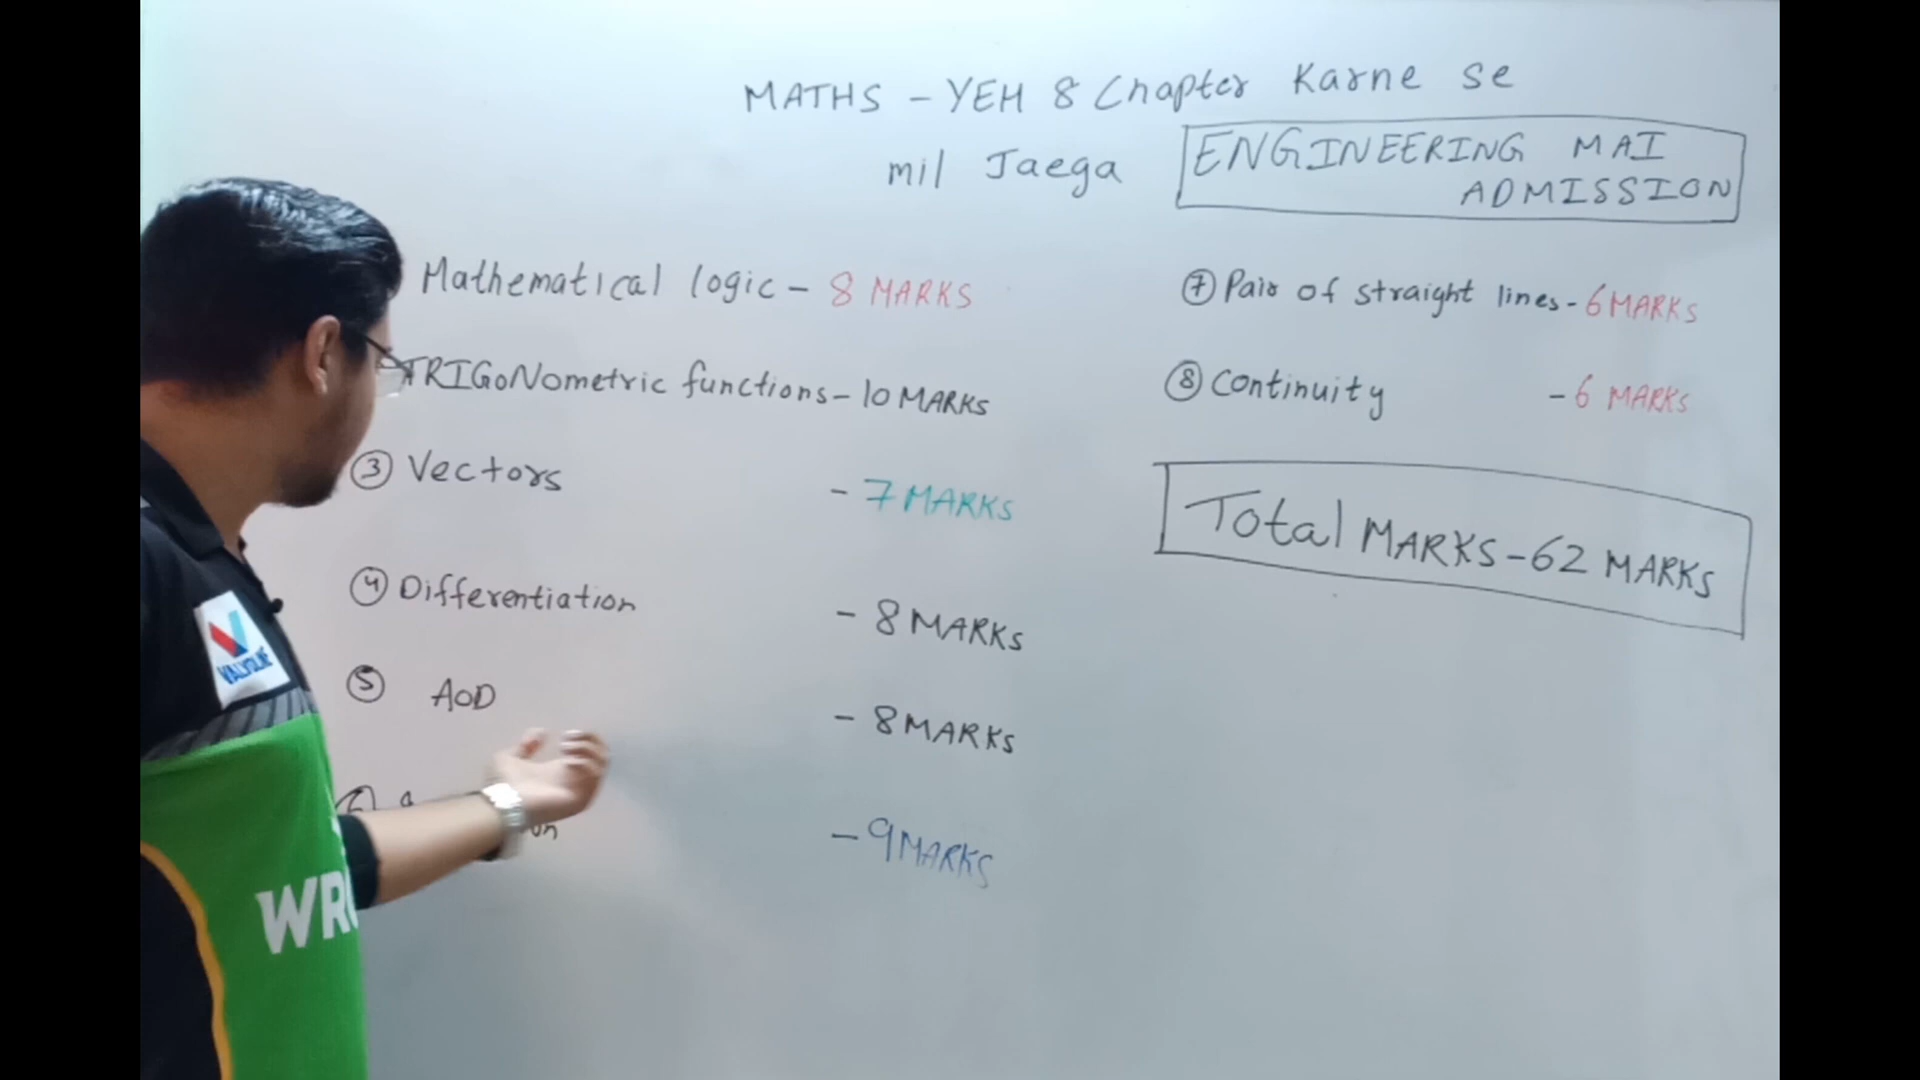 MATHS - YEH 8 Chapter Karne se
mil Jaega ENGINEERING MAI
ADMISSION
Mathematical logic - 8 MARKS
TRIGoNometric functions - 10 MARKS
③ Vectors - 7 MARKS
④ Differentiation - 8 MARKS
⑤ AOD - 8 MARKS
- 9 MARKS
⑦ Pair of straight lines - 6 MARKS
⑧ Continuity - 6 MARKS
Total MARKS - 62 MARKS
VALVOLINE